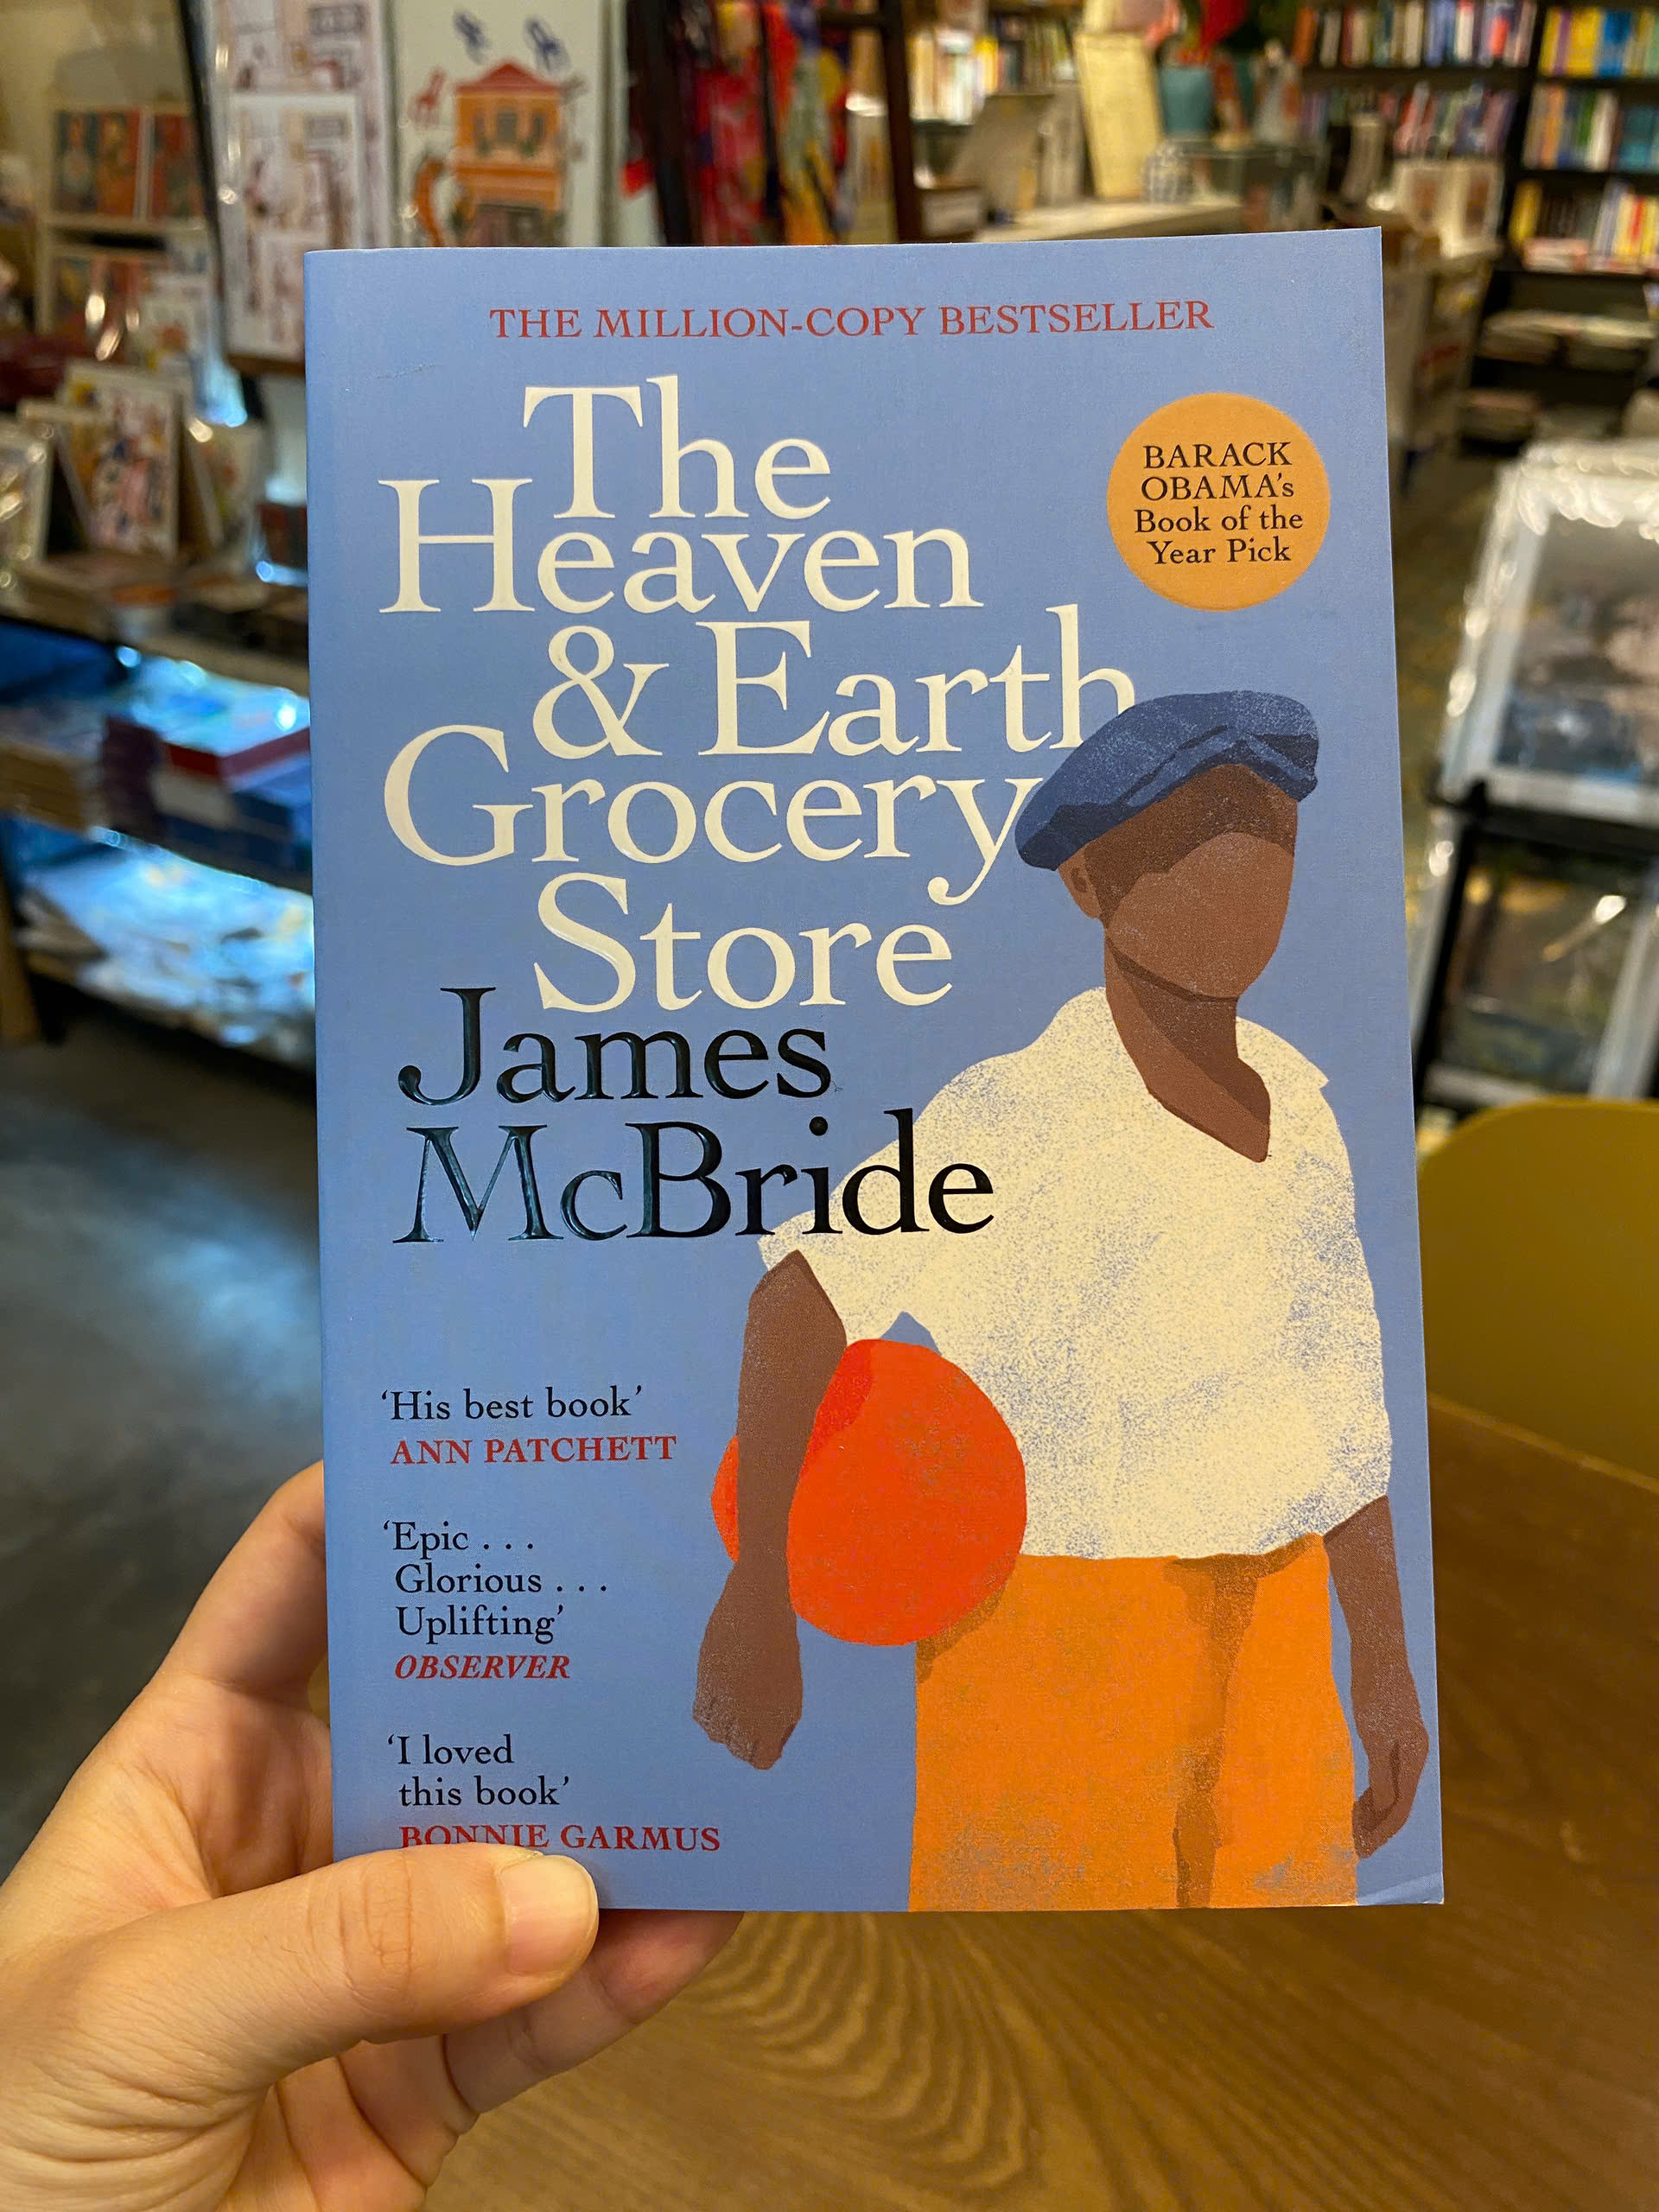 THE MILLION-COPY BESTSELLER
The
Heaven
& Earth
Grocery
Store
James
McBride
BARACK
OBAMA's
Book of the
Year Pick
‘His best book’
ANN PATCHETT
‘Epic . . .
Glorious . . .
Uplifting’
OBSERVER
‘I loved
this book’
BONNIE GARMUS